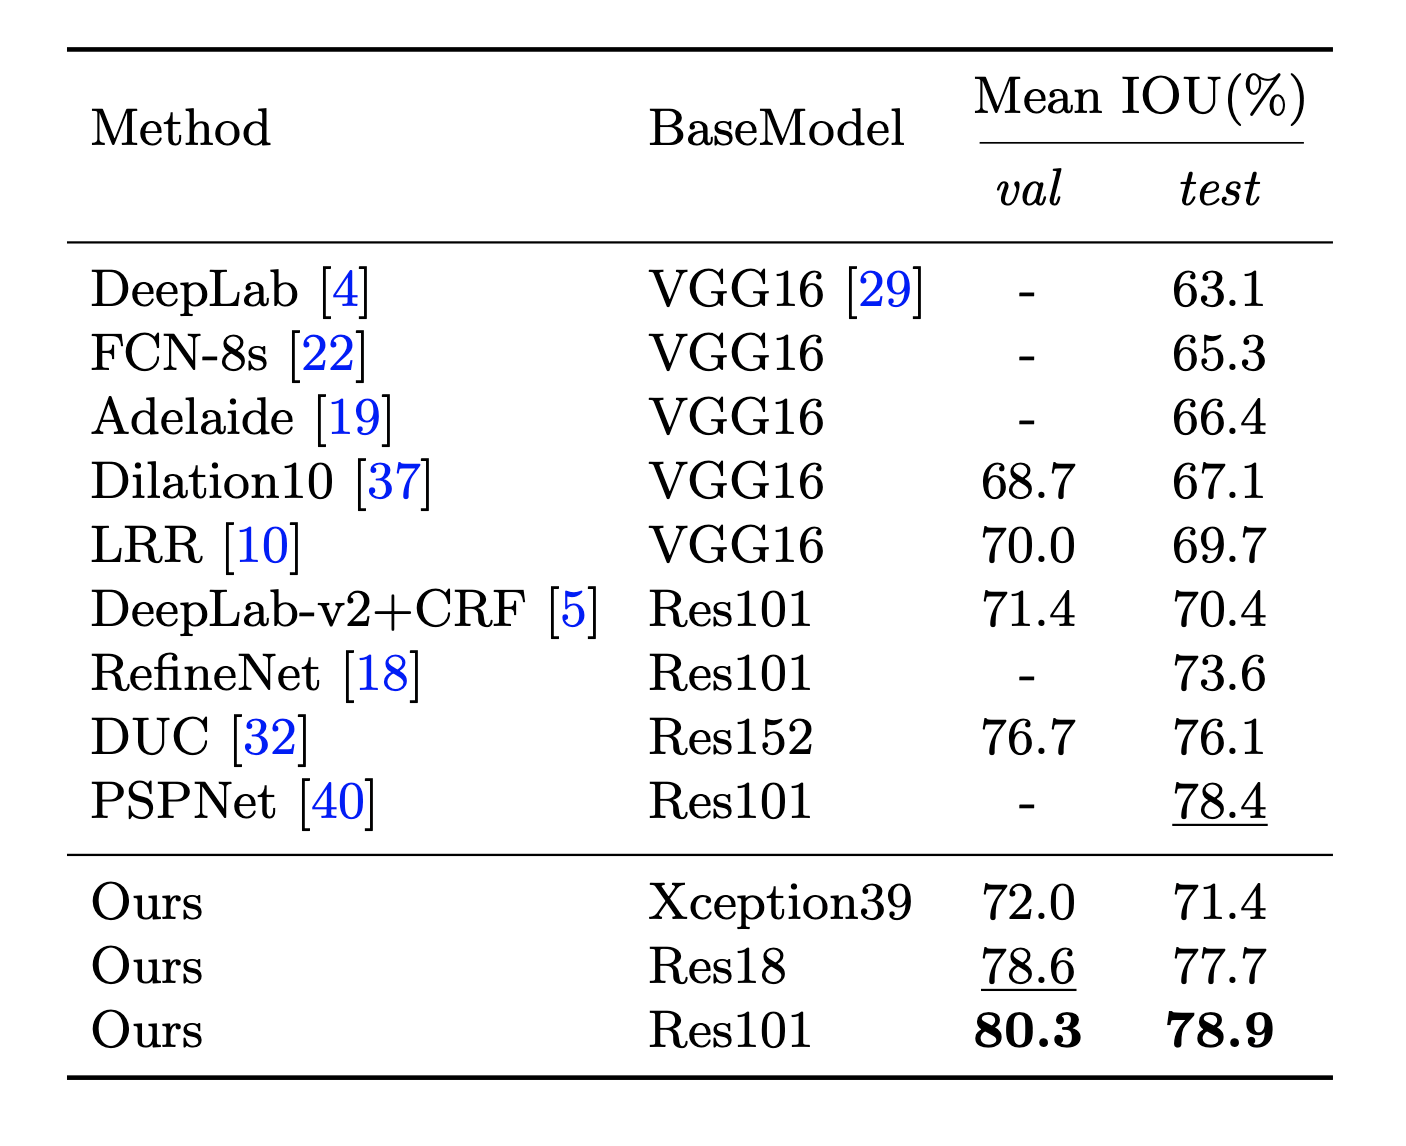 Method BaseModel Mean IOU(%)
val test
DeepLab [4] VGG16 [29] - 63.1
FCN-8s [22] VGG16 - 65.3
Adelaide [19] VGG16 - 66.4
Dilation10 [37] VGG16 68.7 67.1
LRR [10] VGG16 70.0 69.7
DeepLab-v2+CRF [5] Res101 71.4 70.4
RefineNet [18] Res101 - 73.6
DUC [32] Res152 76.7 76.1
PSPNet [40] Res101 - 78.4
Ours Xception39 72.0 71.4
Ours Res18 78.6 77.7
Ours Res101 80.3 78.9